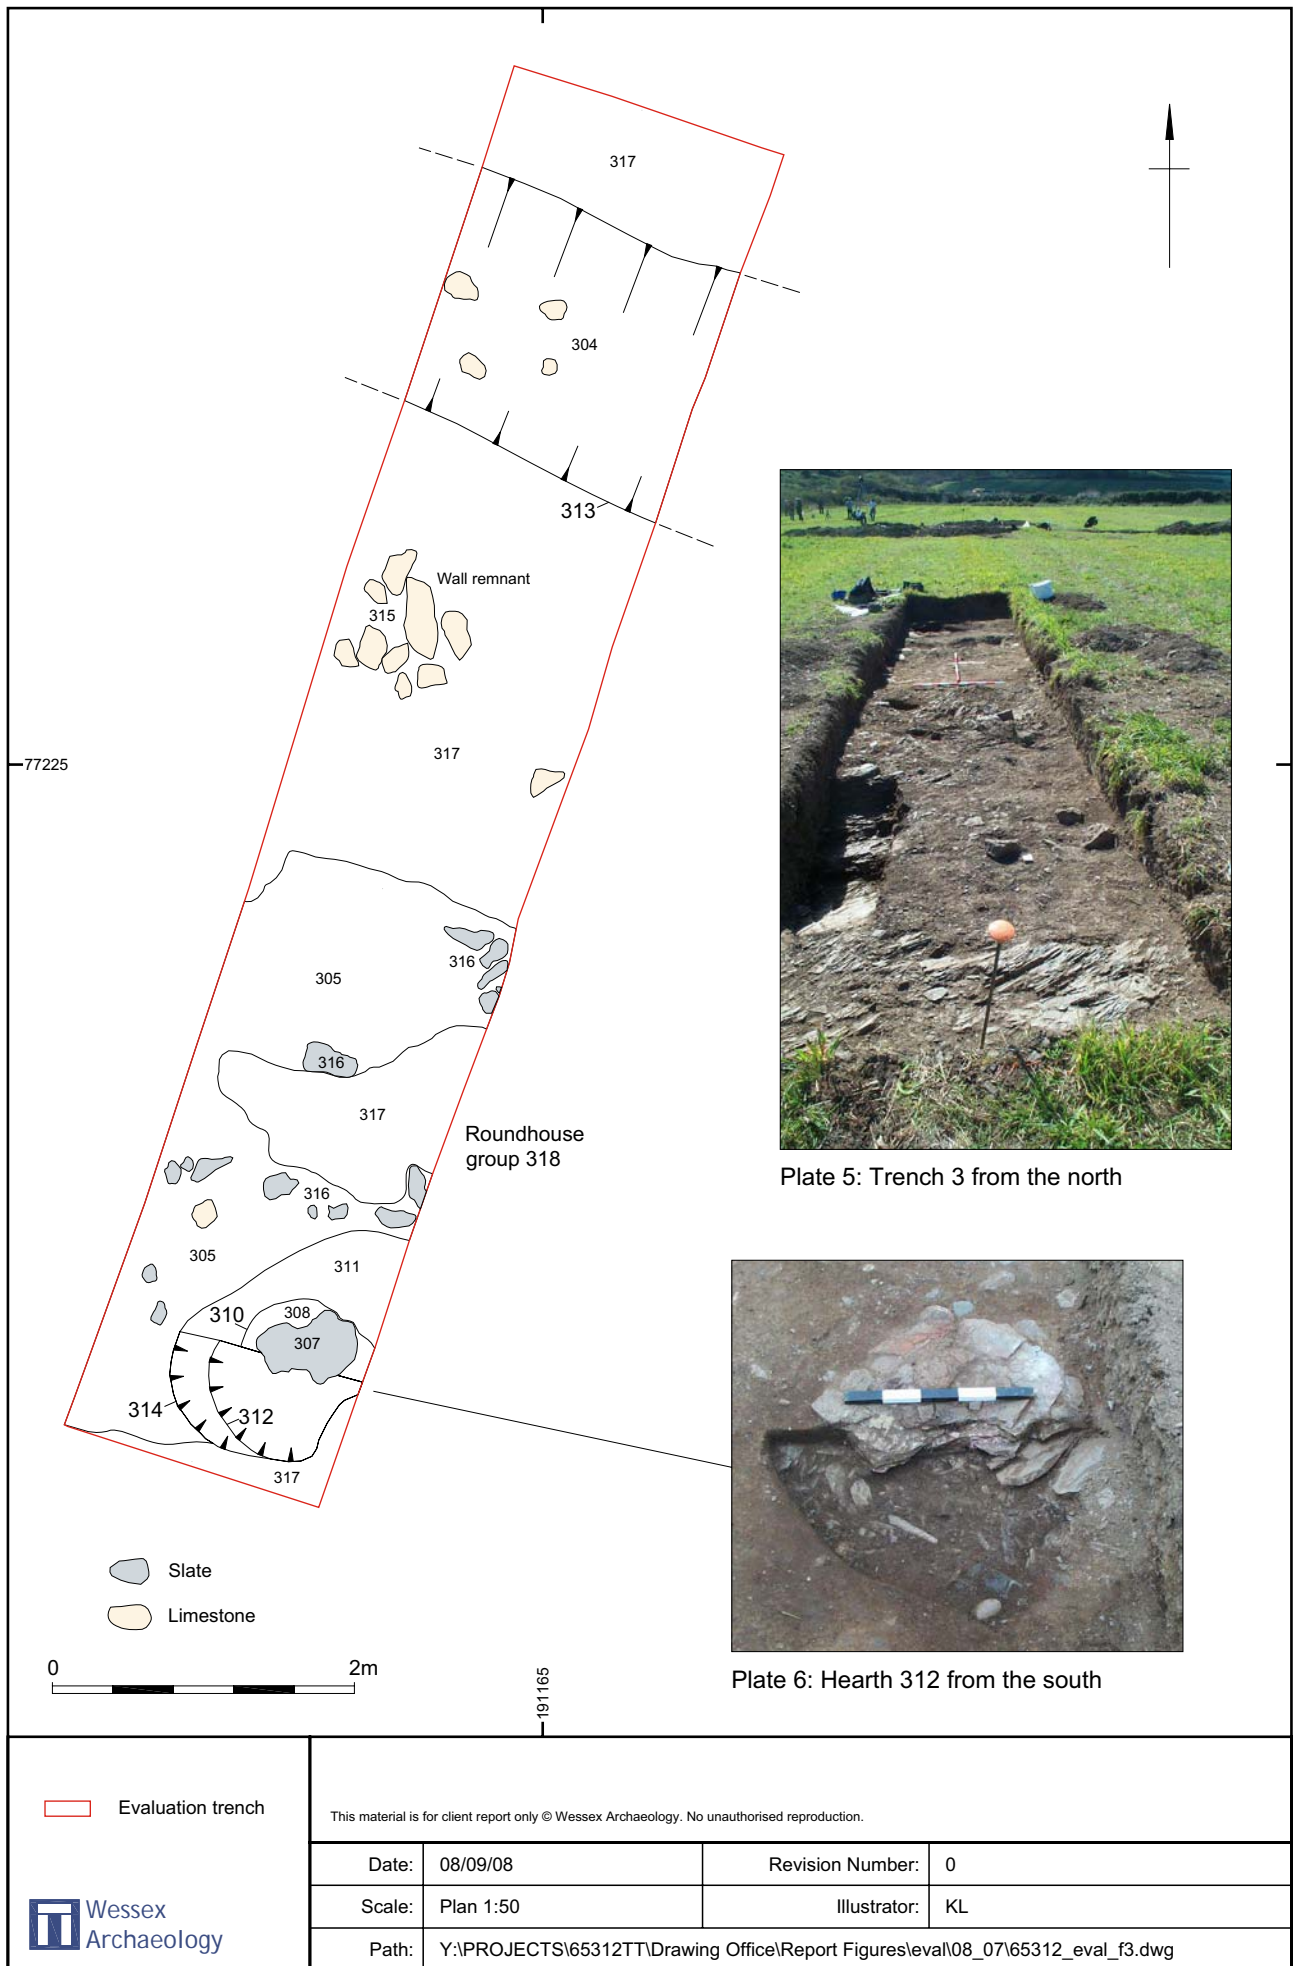 317
304
313
Wall remnant
315
317
77225
305
316
316
317
Roundhouse
group 318
316
305
311
310
308
307
314
312
317
Plate 5: Trench 3 from the north
Slate
Limestone
0 2m
191165
Plate 6: Hearth 312 from the south
Evaluation trench
Wessex
Archaeology
This material is for client report only © Wessex Archaeology. No unauthorised reproduction.
Date: 08/09/08 Revision Number: 0
Scale: Plan 1:50 Illustrator: KL
Path: Y:\PROJECTS\65312TT\Drawing Office\Report Figures\eval\08_07\65312_eval_f3.dwg